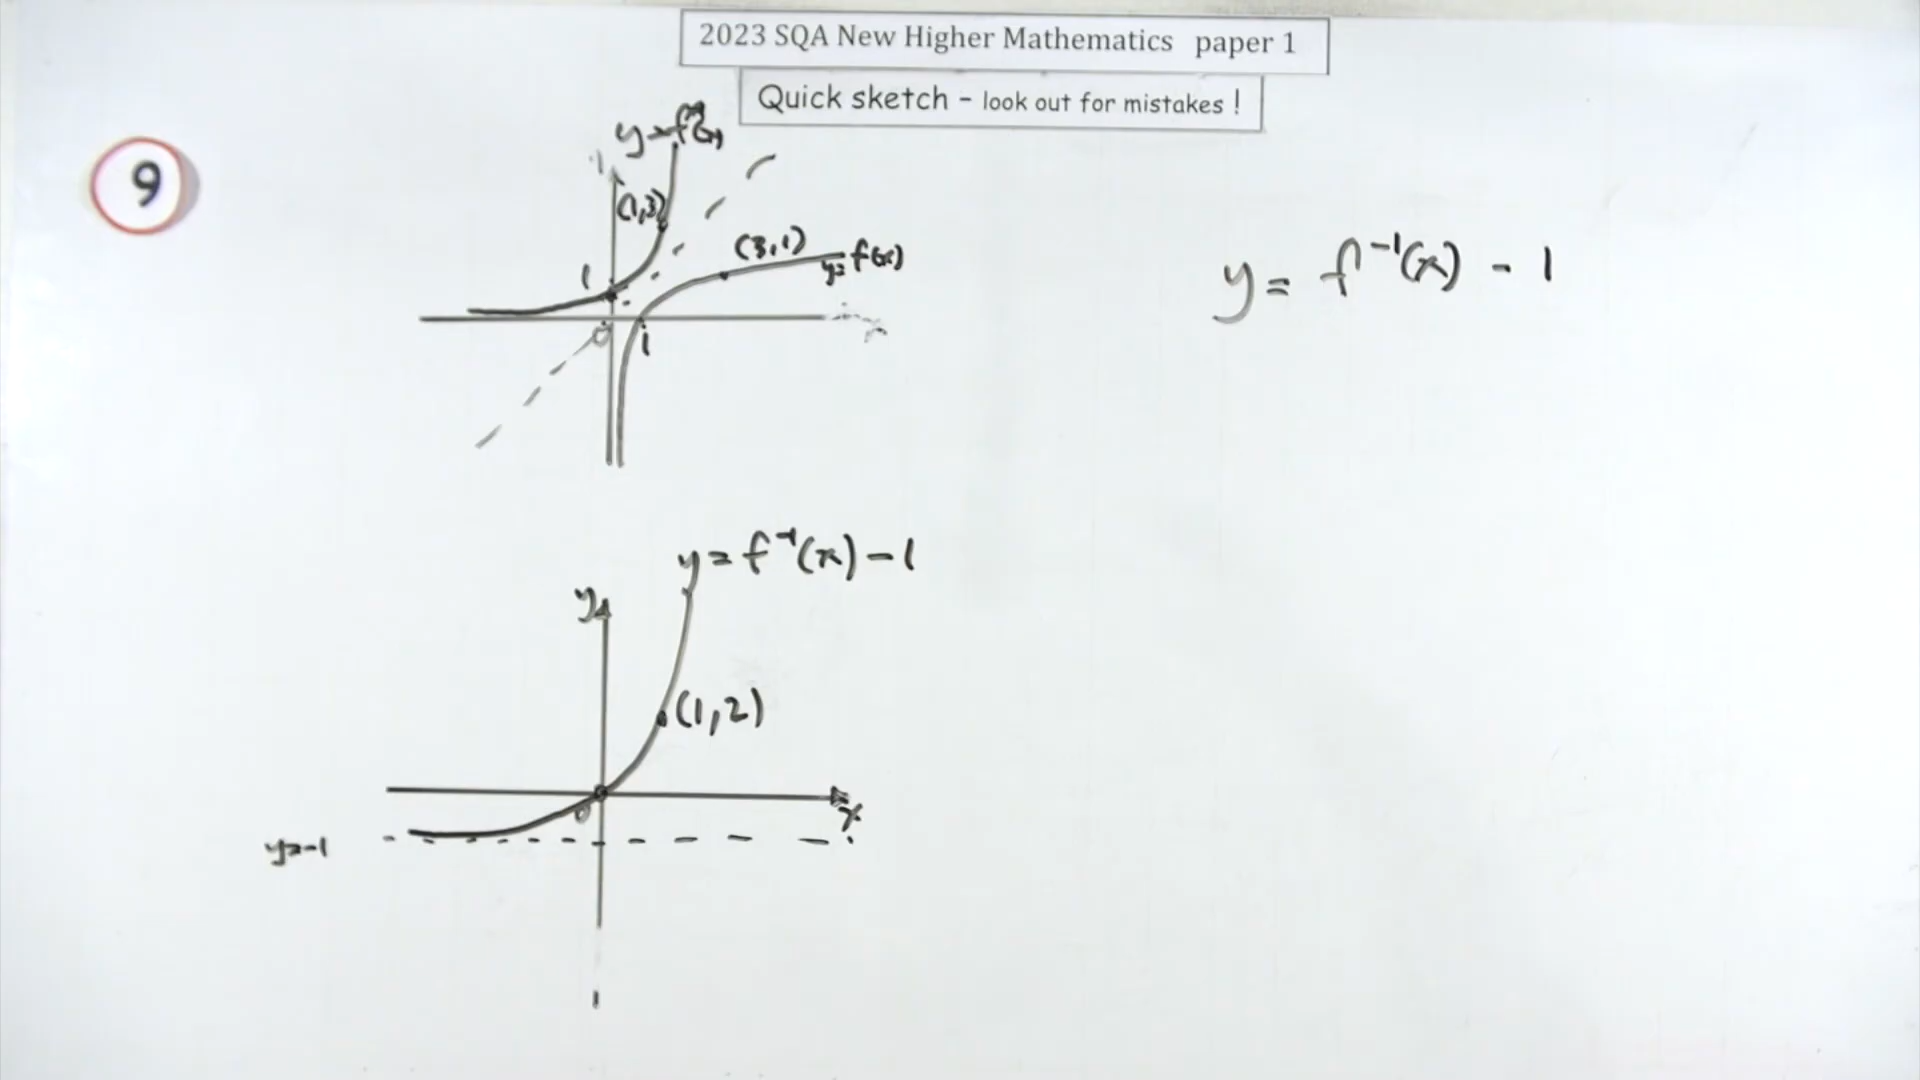 2023 SQA New Higher Mathematics paper 1
Quick sketch - look out for mistakes !
9
(1,3)
(3,1)
y= f(x)
1
0
1
y = f⁻¹(x) - 1
y = f⁻¹(x) - 1
y
(1,2)
0
x
y=-1